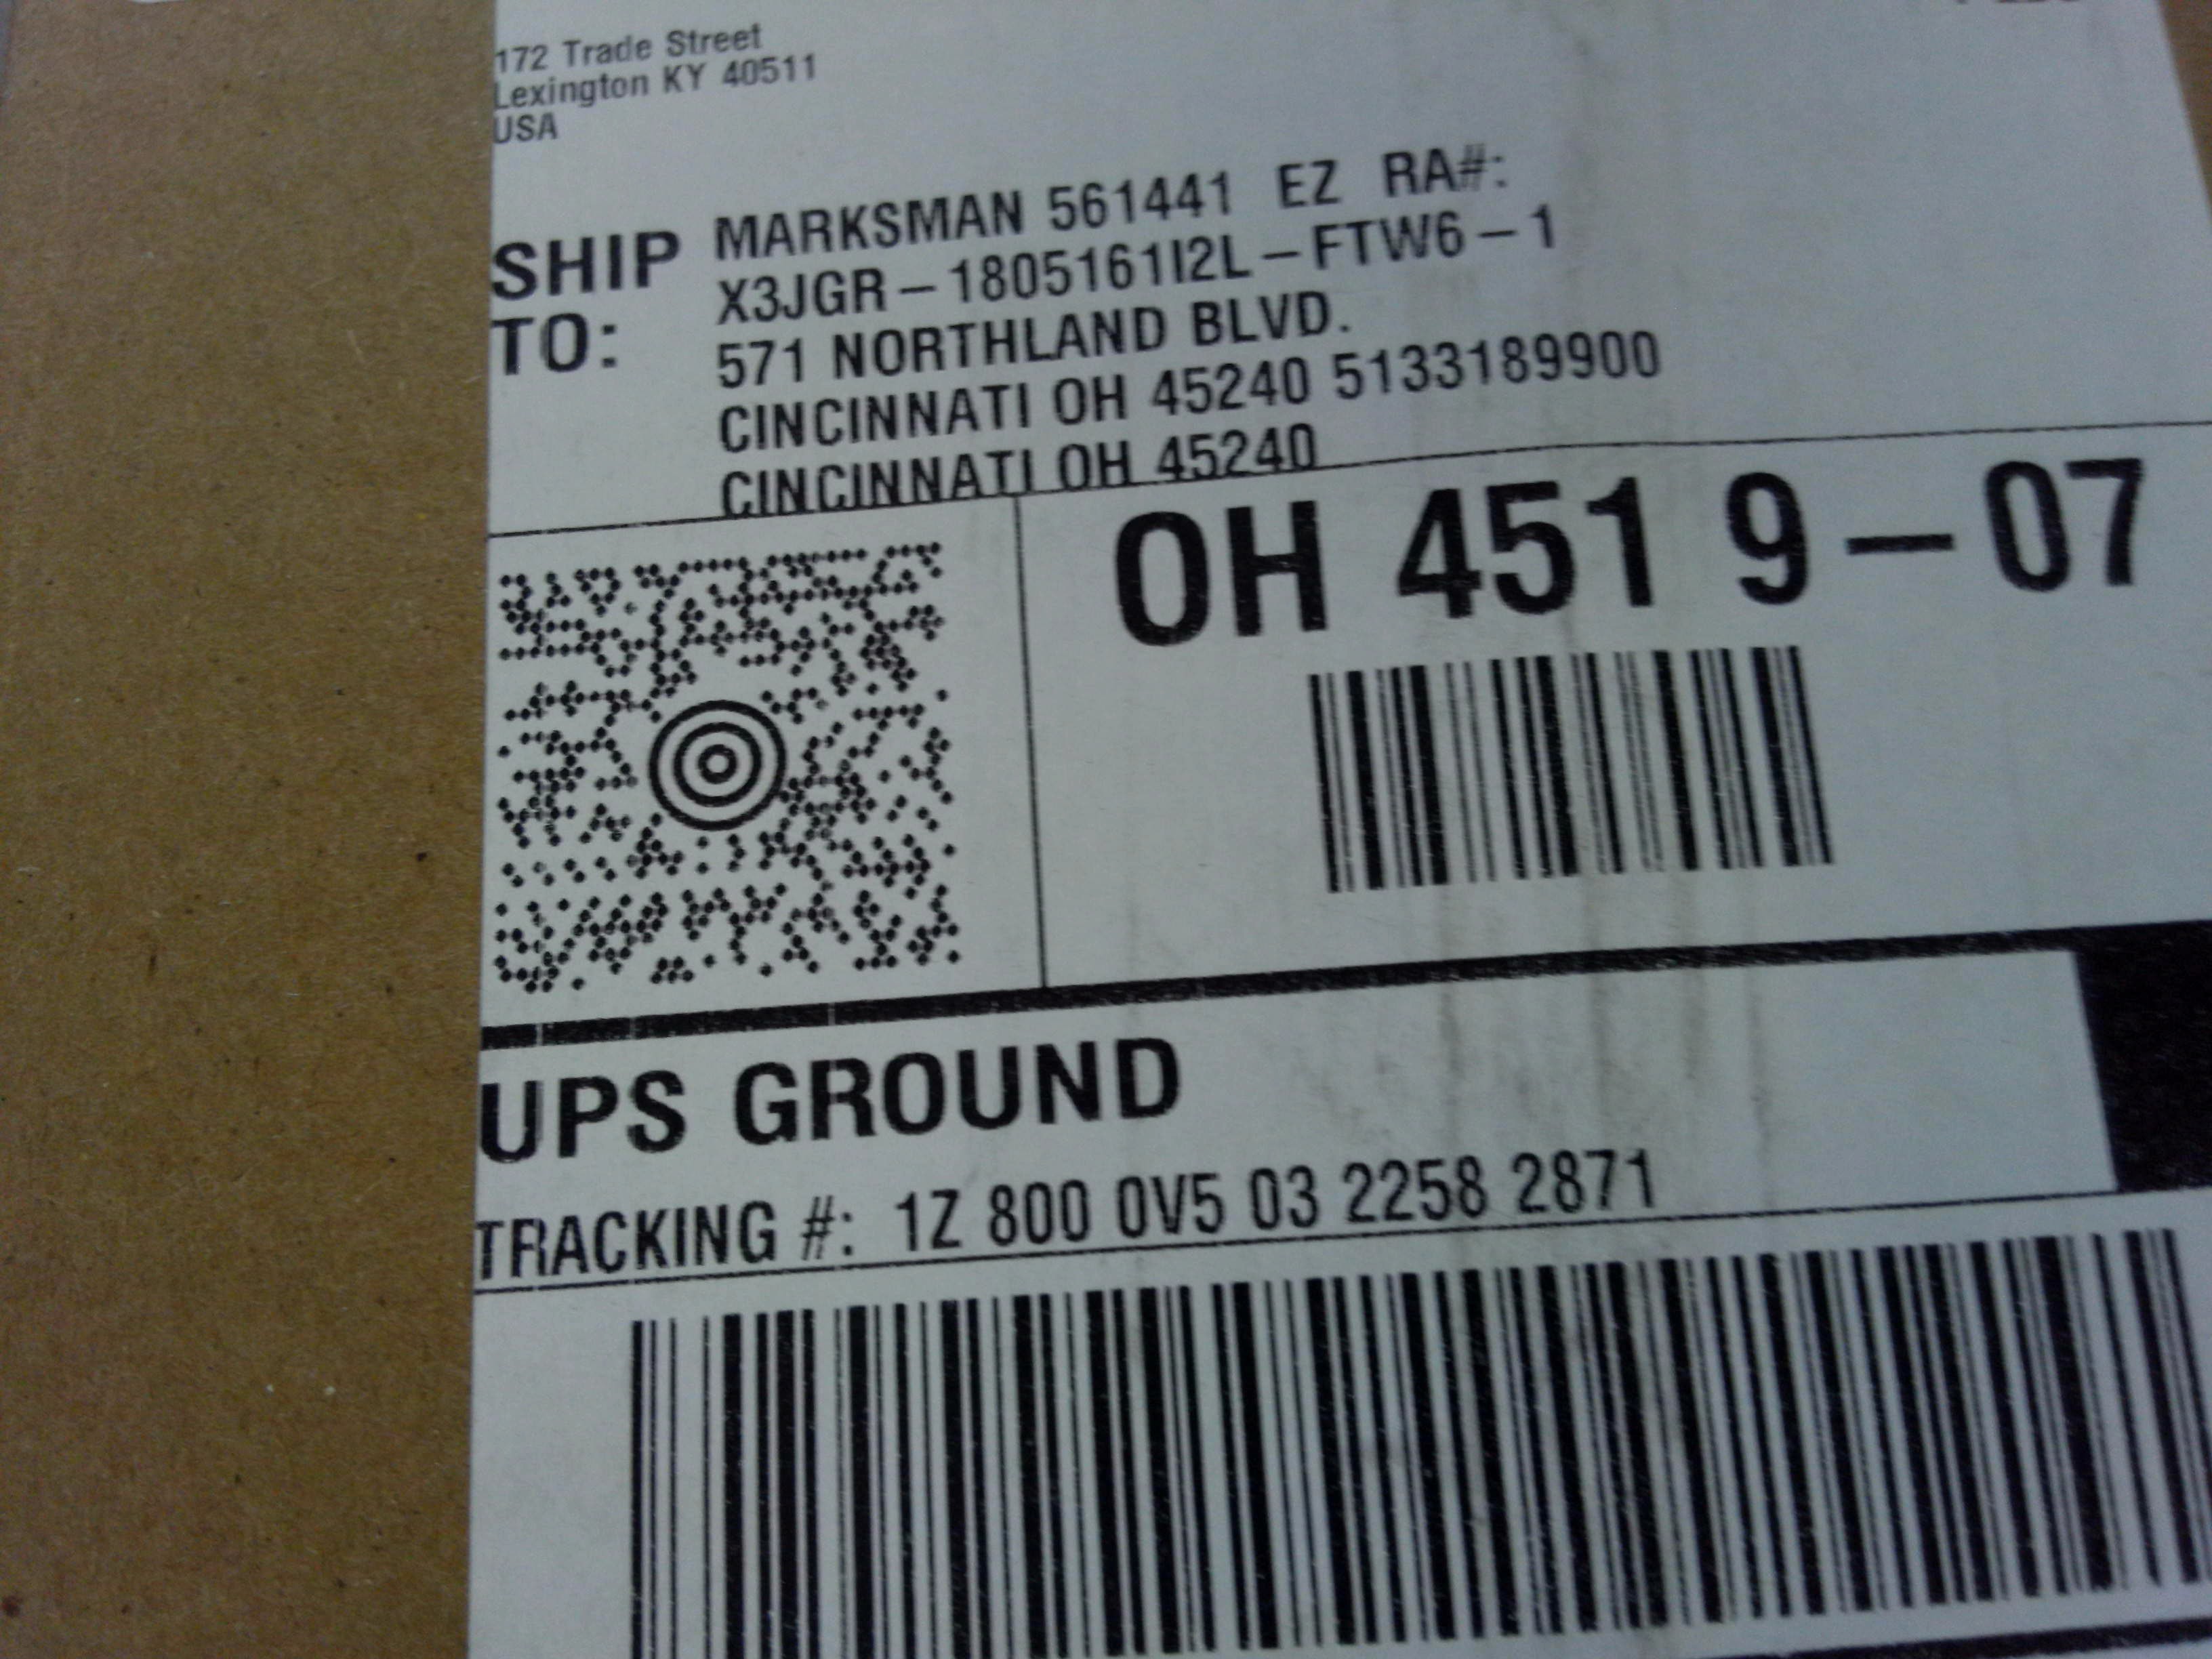 172 Trade Street
Lexington KY 40511
USA
SHIP TO:
MARKSMAN 561441 EZ RA#:
X3JGR-1805161I2L-FTW6-1
571 NORTHLAND BLVD.
CINCINNATI OH 45240 5133189900
CINCINNATI OH 45240
OH 451 9-07
UPS GROUND
TRACKING #: 1Z 800 0V5 03 2258 2871